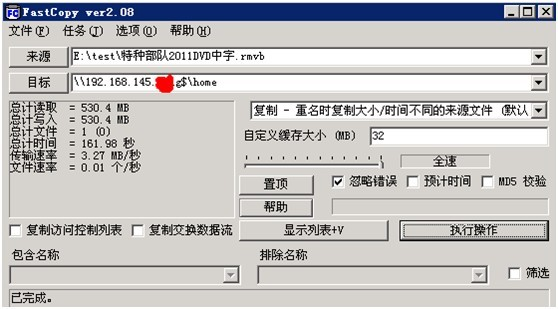 FastCopy ver2.08
文件(F) 任务(T) 选项(O) 帮助(H)
来源 E:\test\特种部队2011DVD中字.rmvb
目标 \\192.168.145. g$\home
总计读取 = 530.4 MB
总计写入 = 530.4 MB
总计文件 = 1 (0)
总计时间 = 161.98 秒
传输速率 = 3.27 MB/秒
文件速率 = 0.01 个/秒
复制 - 重名时复制大小/时间不同的来源文件 (默认
自定义缓存大小 (MB) 32
全速
置顶 忽略错误 预计时间 MD5 校验
帮助
复制访问控制列表 复制交换数据流 显示列表+V 执行操作
包含名称 排除名称
筛选
已完成。